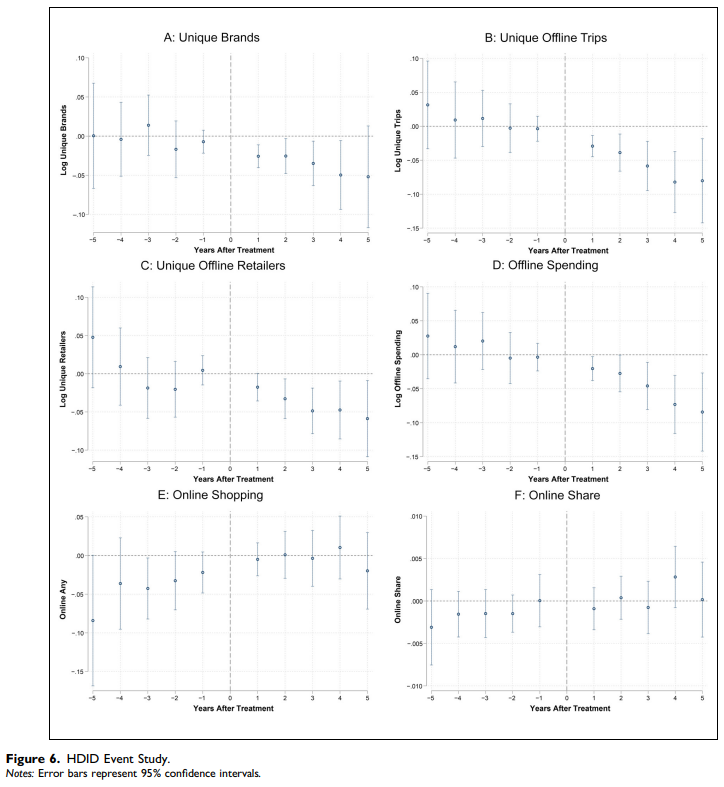 A: Unique Brands
.10
.05
.00
−.05
−.10
Log Unique Brands
−5 −4 −3 −2 −1 0 1 2 3 4 5
Years After Treatment
B: Unique Offline Trips
.10
.05
.00
−.05
−.10
−.15
Log Unique Trips
−5 −4 −3 −2 −1 0 1 2 3 4 5
Years After Treatment
C: Unique Offline Retailers
.10
.05
.00
−.05
−.10
Log Unique Retailers
−5 −4 −3 −2 −1 0 1 2 3 4 5
Years After Treatment
D: Offline Spending
.10
.05
.00
−.05
−.10
−.15
Log Offline Spending
−5 −4 −3 −2 −1 0 1 2 3 4 5
Years After Treatment
E: Online Shopping
.05
.00
−.05
−.10
−.15
Online Any
−5 −4 −3 −2 −1 0 1 2 3 4 5
Years After Treatment
F: Online Share
.010
.005
.000
−.005
−.010
Online Share
−5 −4 −3 −2 −1 0 1 2 3 4 5
Years After Treatment
Figure 6. HDID Event Study.
Notes: Error bars represent 95% confidence intervals.